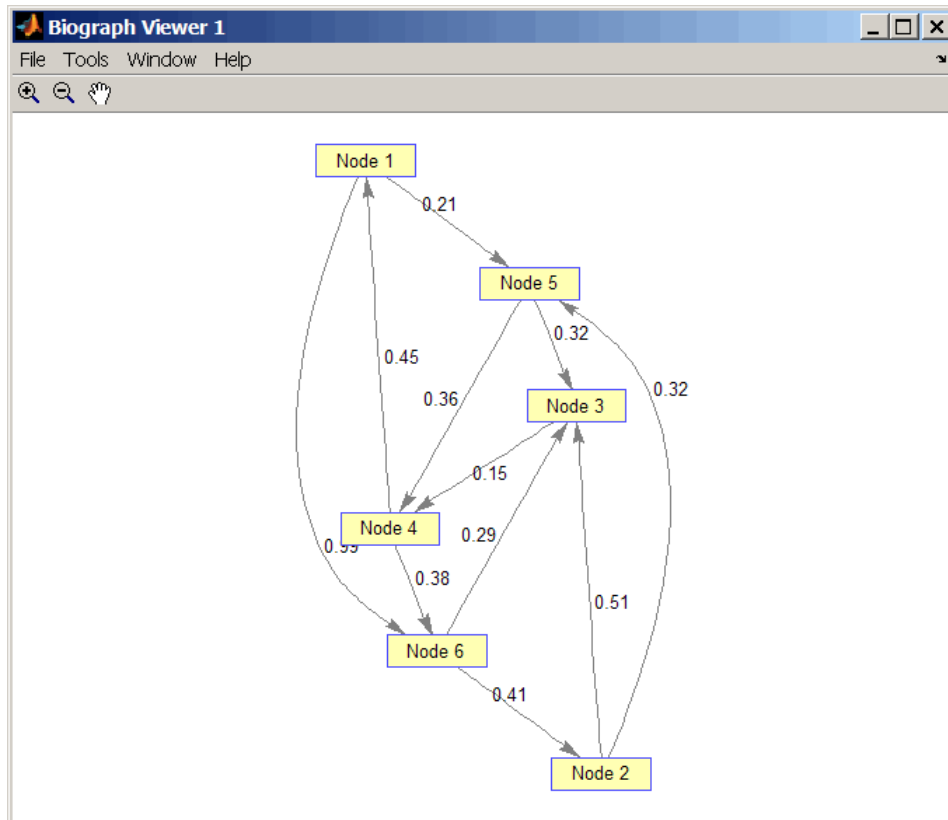 Biograph Viewer 1
File Tools Window Help
Node 1
0.21
Node 5
0.32
0.45
0.36
0.32
Node 3
0.15
Node 4
0.29
0.99
0.38
0.51
Node 6
0.41
Node 2